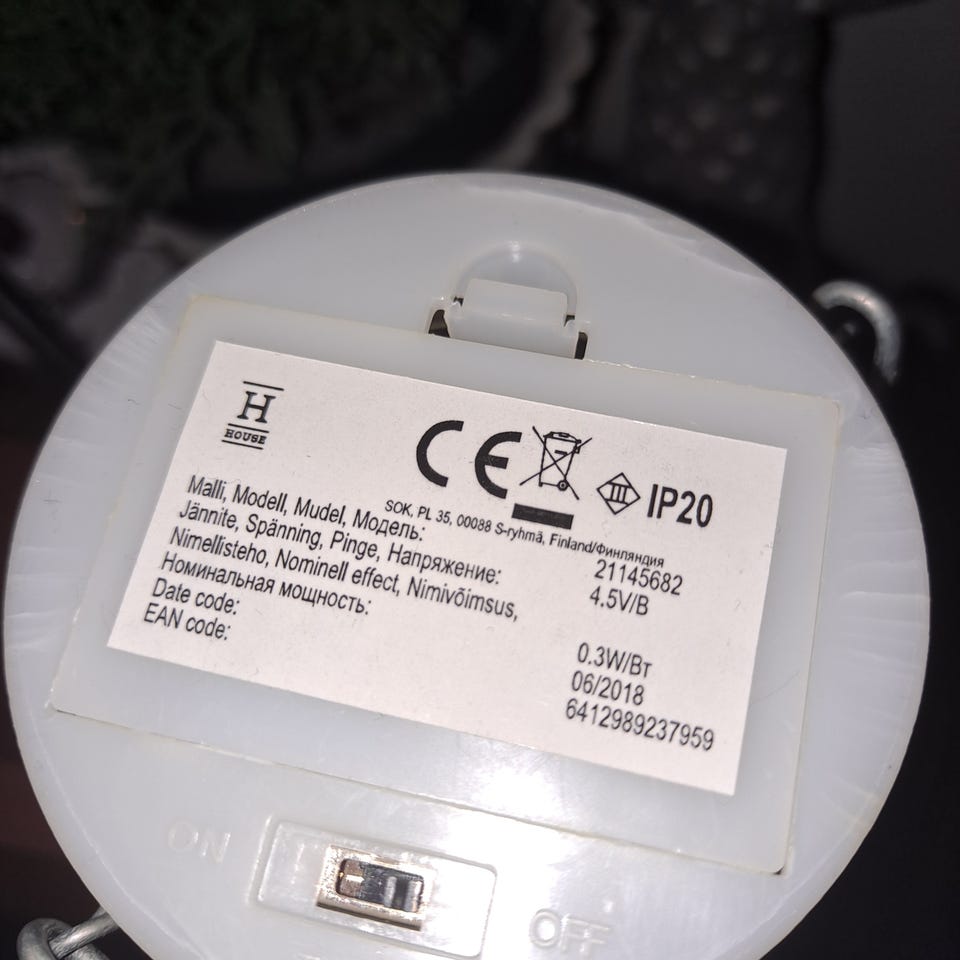 H
HOUSE
CE
III IP20
SOK, PL 35, 00088 S-ryhmä, Finland/Финляндия
Malli, Modell, Mudel, Модель: 21145682
Jännite, Spänning, Pinge, Напряжение: 4.5V/B
Nimellisteho, Nominell effect, Nimivõimsus,
Номинальная мощность: 0.3W/Вт
Date code: 06/2018
EAN code: 6412989237959
ON
OFF